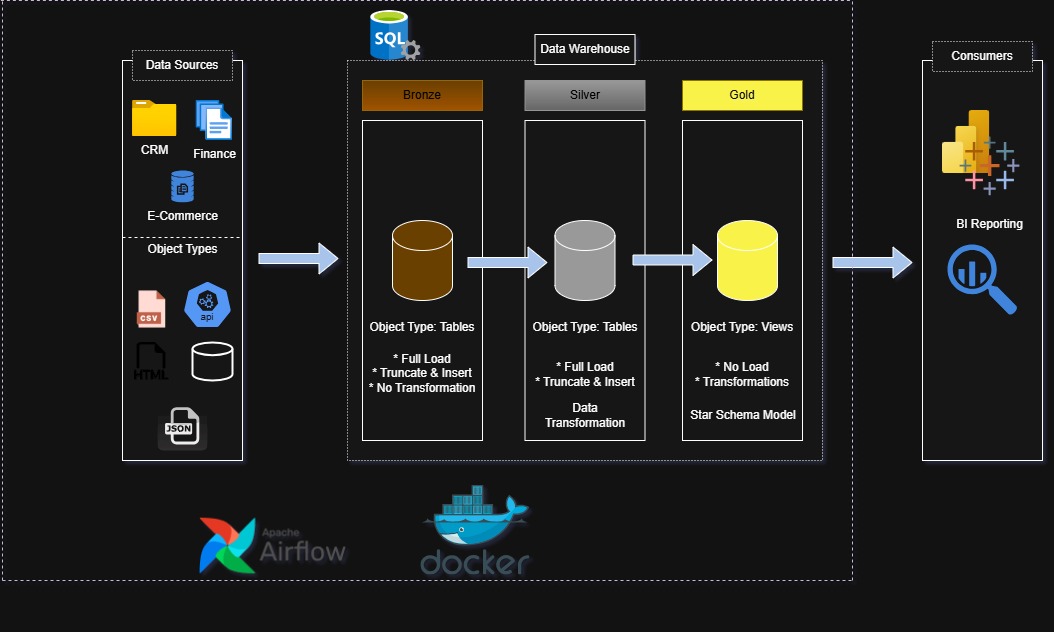 SQL
Data Warehouse
Data Sources
Consumers
Bronze
Silver
Gold
CRM
Finance
E-Commerce
Object Types
CSV
api
HTML
JSON
Object Type: Tables
* Full Load
* Truncate & Insert
* No Transformation
Object Type: Tables
* Full Load
* Truncate & Insert
Data
Transformation
Object Type: Views
* No Load
* Transformations
Star Schema Model
BI Reporting
Apache
Airflow
docker